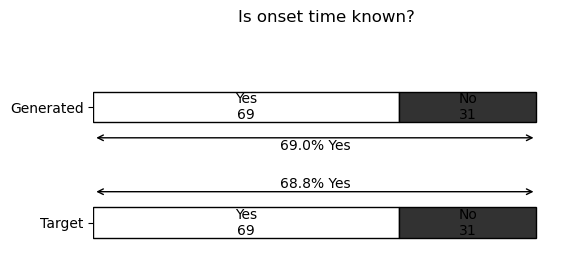 Is onset time known?
Generated
Yes
69
No
31
69.0% Yes
68.8% Yes
Target
Yes
69
No
31